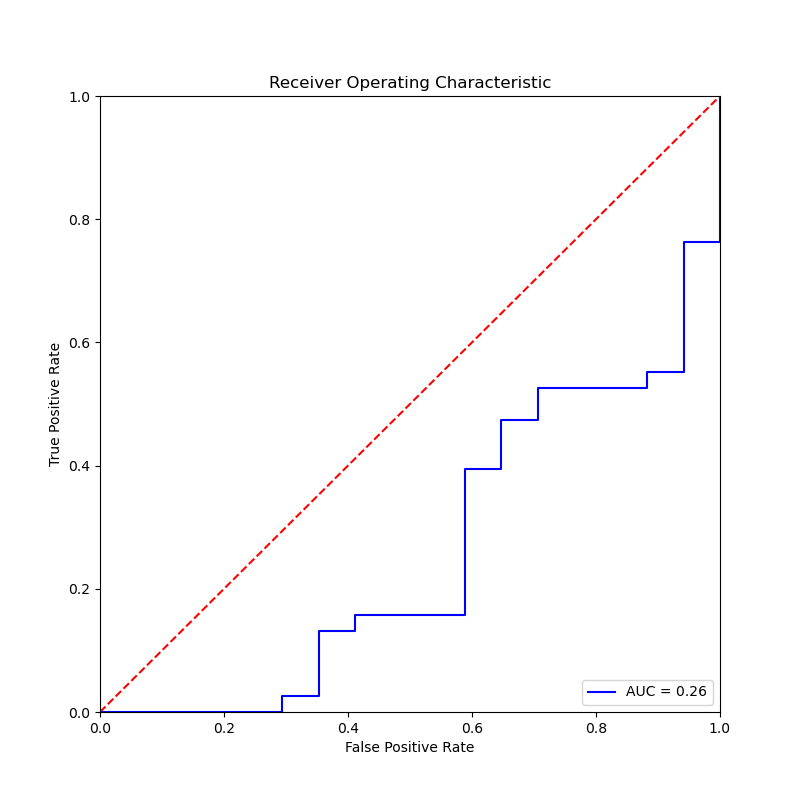 Receiver Operating Characteristic
True Positive Rate
1.0
0.8
0.6
0.4
0.2
0.0
AUC = 0.26
0.0 0.2 0.4 0.6 0.8 1.0
False Positive Rate